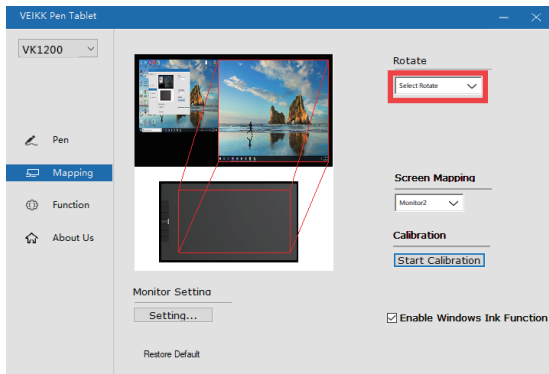 VEIKK Pen Tablet
VK1200
Pen
Mapping
Function
About Us
Rotate
Select Rotate
Screen Mapping
Monitor2
Calibration
Start Calibration
Monitor Setting
Setting...
Enable Windows Ink Function
Restore Default